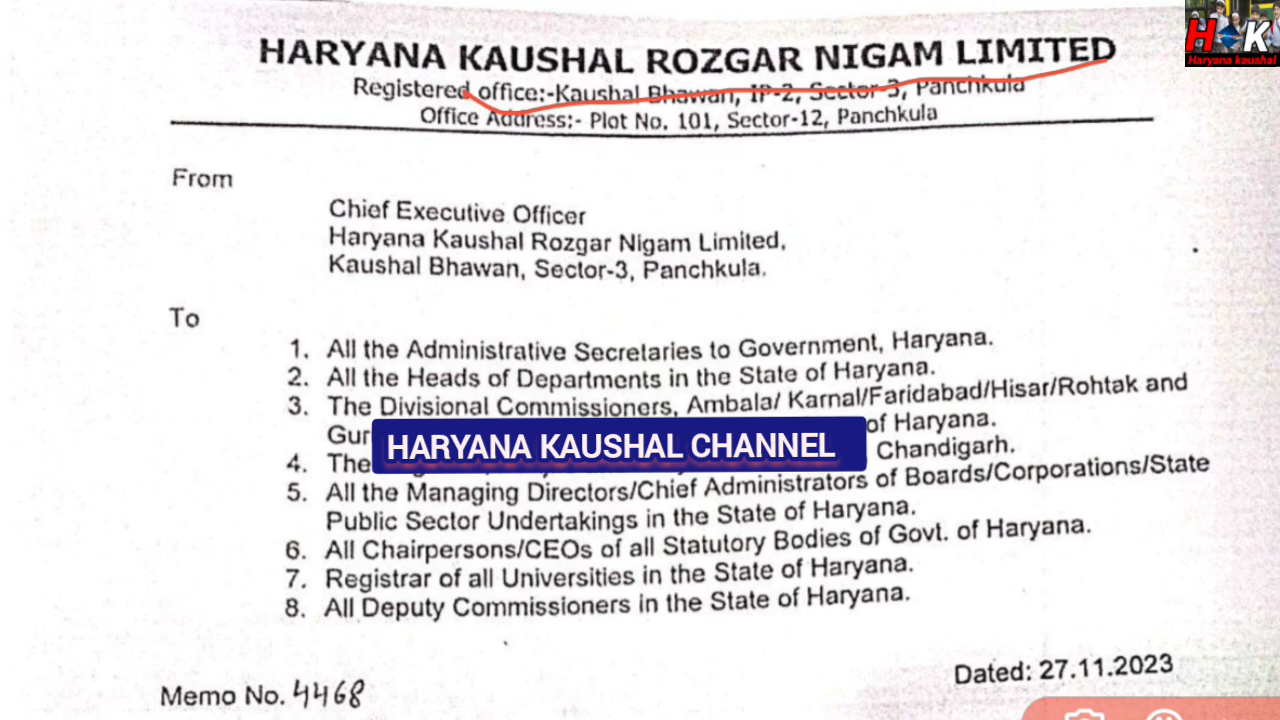 HARYANA KAUSHAL ROZGAR NIGAM LIMITED
H K
Haryana kaushal
Registered office:-Kaushal Bhawan, IP-2, Sector-3, Panchkula
Office Address:- Plot No. 101, Sector-12, Panchkula
From
Chief Executive Officer
Haryana Kaushal Rozgar Nigam Limited,
Kaushal Bhawan, Sector-3, Panchkula.
To
1. All the Administrative Secretaries to Government, Haryana.
2. All the Heads of Departments in the State of Haryana.
3. The Divisional Commissioners, Ambala/ Karnal/Faridabad/Hisar/Rohtak and
Gur of Haryana.
HARYANA KAUSHAL CHANNEL
4. The Chandigarh.
5. All the Managing Directors/Chief Administrators of Boards/Corporations/State
Public Sector Undertakings in the State of Haryana.
6. All Chairpersons/CEOs of all Statutory Bodies of Govt. of Haryana.
7. Registrar of all Universities in the State of Haryana.
8. All Deputy Commissioners in the State of Haryana.
Dated: 27.11.2023
Memo No. 4468